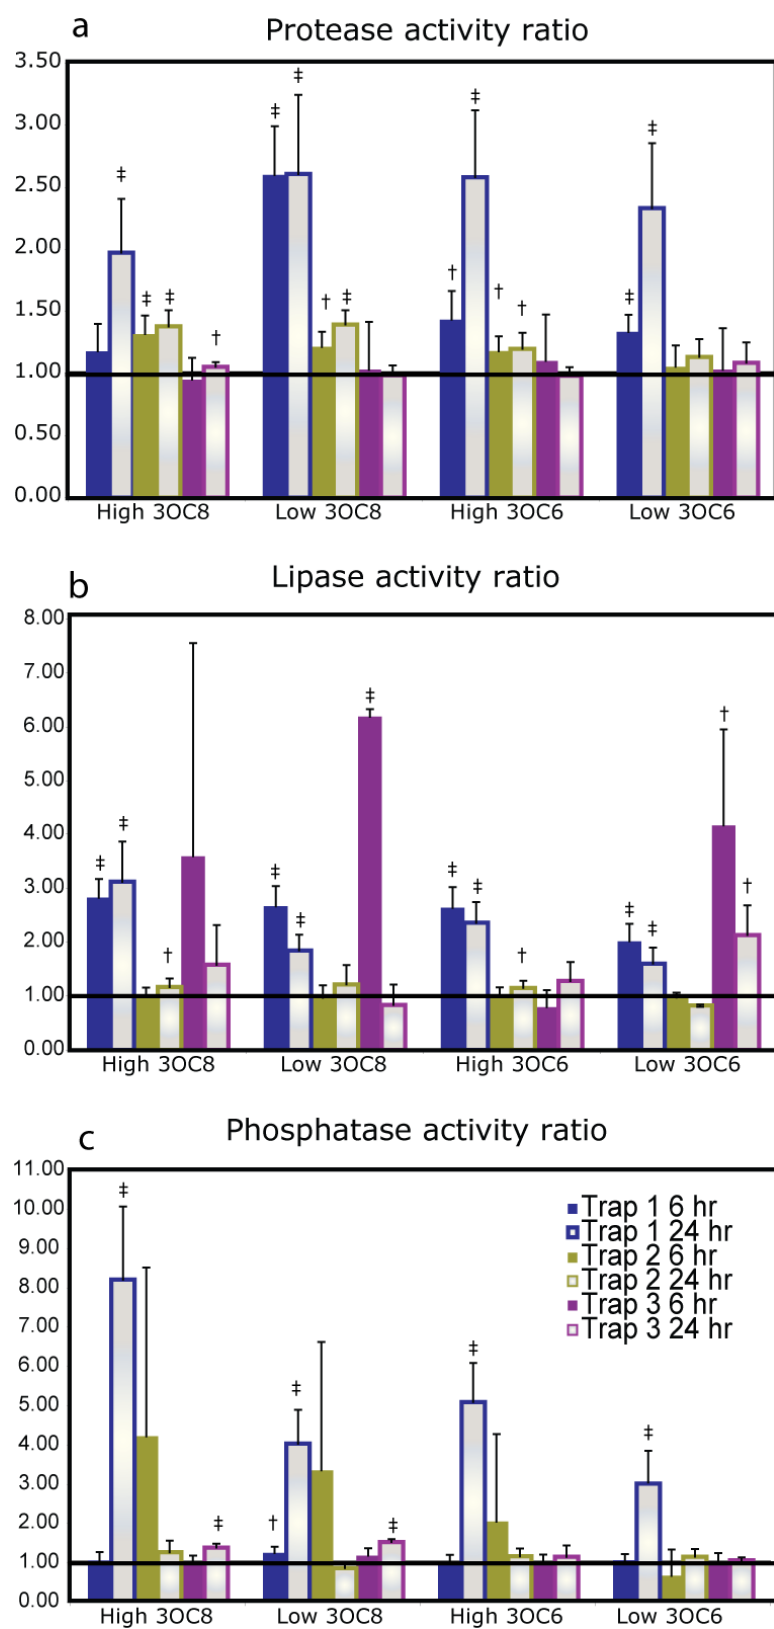 a
Protease activity ratio
3.50
3.00
‡ ‡ ‡ ‡ ‡
2.50
2.00
† † † ‡
1.50
‡ ‡ † ‡ † †
1.00
0.50
0.00
High 3OC8 Low 3OC8 High 3OC6 Low 3OC6
b
Lipase activity ratio
8.00
7.00
6.00
‡ †
5.00
4.00
‡ ‡ ‡ ‡ ‡ †
3.00
‡ ‡ ‡
2.00
† †
1.00
0.00
High 3OC8 Low 3OC8 High 3OC6 Low 3OC6
c
Phosphatase activity ratio
11.00
‡
10.00
9.00
8.00
7.00
6.00
‡ ‡
5.00
4.00
‡
3.00
2.00
‡ † ‡
1.00
0.00
Trap 1 6 hr
Trap 1 24 hr
Trap 2 6 hr
Trap 2 24 hr
Trap 3 6 hr
Trap 3 24 hr
High 3OC8 Low 3OC8 High 3OC6 Low 3OC6